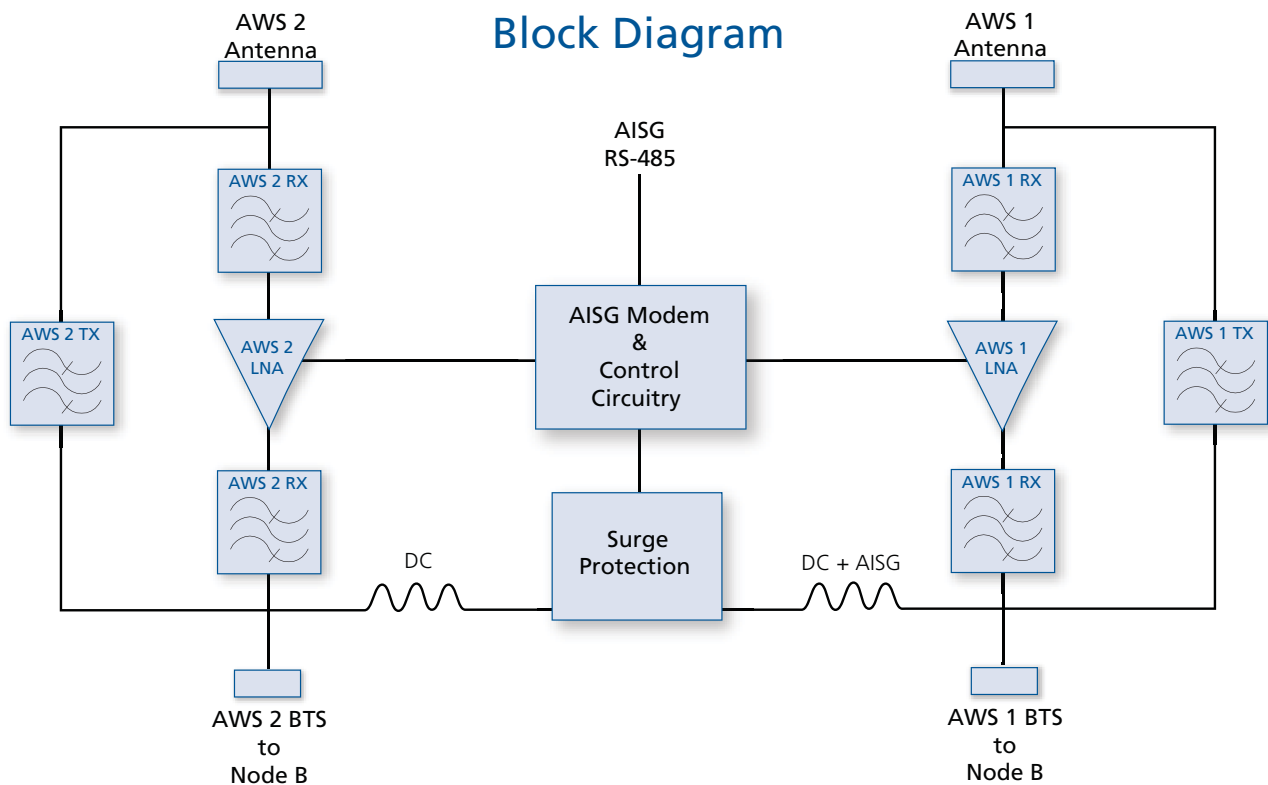 Block Diagram
AWS 2
Antenna
AWS 1
Antenna
AISG
RS-485
AWS 2 RX
AWS 1 RX
AWS 2 TX
AWS 2
LNA
AISG Modem
&
Control
Circuitry
AWS 1
LNA
AWS 1 TX
AWS 2 RX
AWS 1 RX
Surge
Protection
DC
DC + AISG
AWS 2 BTS
to
Node B
AWS 1 BTS
to
Node B